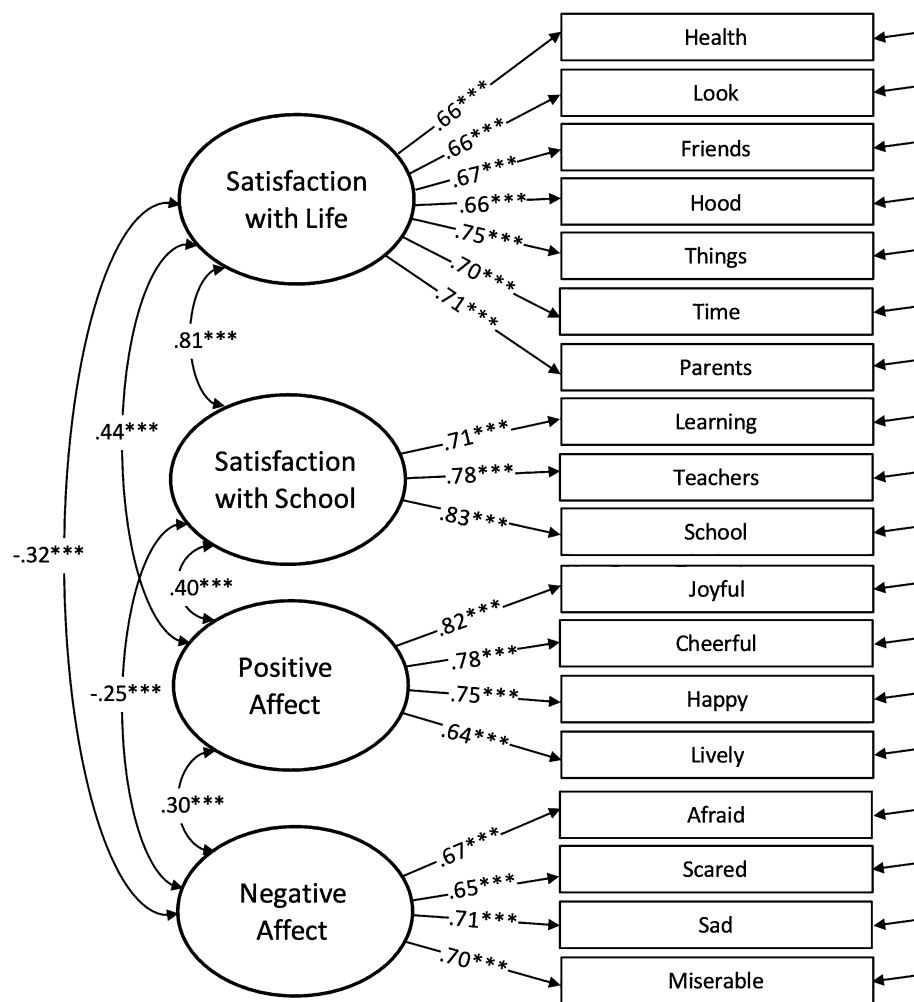 Health
.66***
Look
.66***
Friends
.67***
Satisfaction
with Life
Hood
.66***
Things
.75***
.70***
Time
.71***
.81***
Parents
Learning
.71***
.44***
Satisfaction
with School
Teachers
.78***
School
.83***
-.32***
.40***
Joyful
.82***
Cheerful
.78***
Positive
Affect
-.25***
Happy
.75***
.64***
Lively
.30***
Afraid
.67***
Scared
.65***
Negative
Affect
Sad
.71***
.70***
Miserable